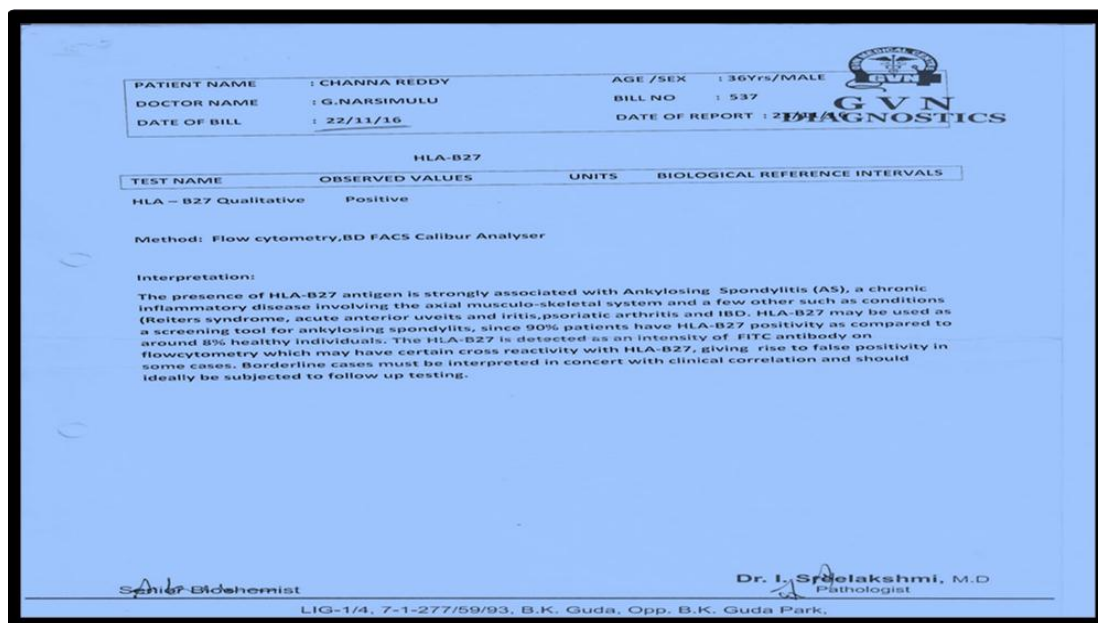 PATIENT NAME : CHANNA REDDY AGE /SEX : 36Yrs/MALE
DOCTOR NAME : G.NARSIMULU BILL NO : 537
DATE OF BILL : 22/11/16 DATE OF REPORT :
GVN
G V N
DIAGNOSTICS
HLA-B27
TEST NAME OBSERVED VALUES UNITS BIOLOGICAL REFERENCE INTERVALS
HLA – B27 Qualitative Positive
Method: Flow cytometry,BD FACS Calibur Analyser
Interpretation:
The presence of HLA-B27 antigen is strongly associated with Ankylosing Spondylitis (AS), a chronic
inflammatory disease involving the axial musculo-skeletal system and a few other such as conditions
(Reiters syndrome, acute anterior uveits and iritis,psoriatic arthritis and IBD. HLA-B27 may be used as
a screening tool for ankylosing spondylits, since 90% patients have HLA-B27 positivity as compared to
around 8% healthy individuals. The HLA-B27 is detected as an intensity of FITC antibody on
flowcytometry which may have certain cross reactivity with HLA-B27, giving rise to false positivity in
some cases. Borderline cases must be interpreted in concert with clinical correlation and should
ideally be subjected to follow up testing.
Senior Biochemist
Dr. I. Sreelakshmi, M.D
Pathologist
LIG-1/4, 7-1-277/59/93, B.K. Guda, Opp. B.K. Guda Park,